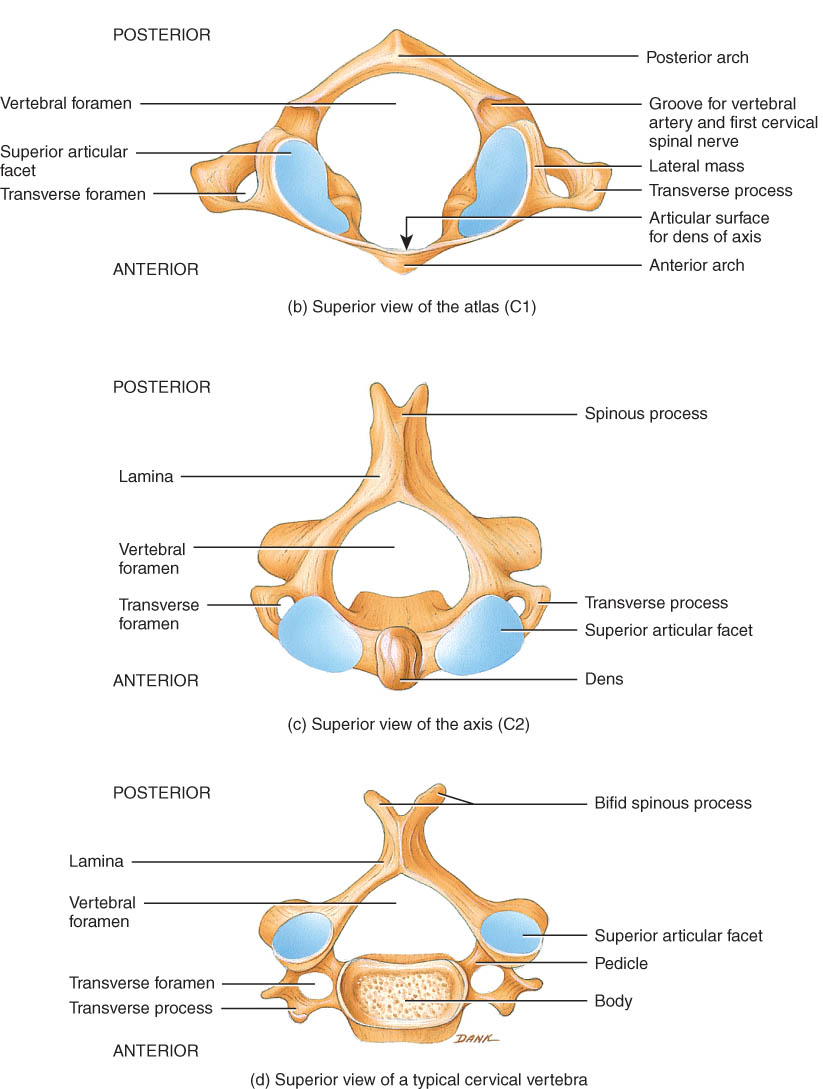 POSTERIOR
Posterior arch
Vertebral foramen
Groove for vertebral
artery and first cervical
spinal nerve
Superior articular
facet
Lateral mass
Transverse foramen
Transverse process
Articular surface
for dens of axis
ANTERIOR
Anterior arch
(b) Superior view of the atlas (C1)
POSTERIOR
Spinous process
Lamina
Vertebral
foramen
Transverse
foramen
Transverse process
Superior articular facet
ANTERIOR
Dens
(c) Superior view of the axis (C2)
POSTERIOR
Bifid spinous process
Lamina
Vertebral
foramen
Superior articular facet
Pedicle
Transverse foramen
Body
Transverse process
DANK
ANTERIOR
(d) Superior view of a typical cervical vertebra